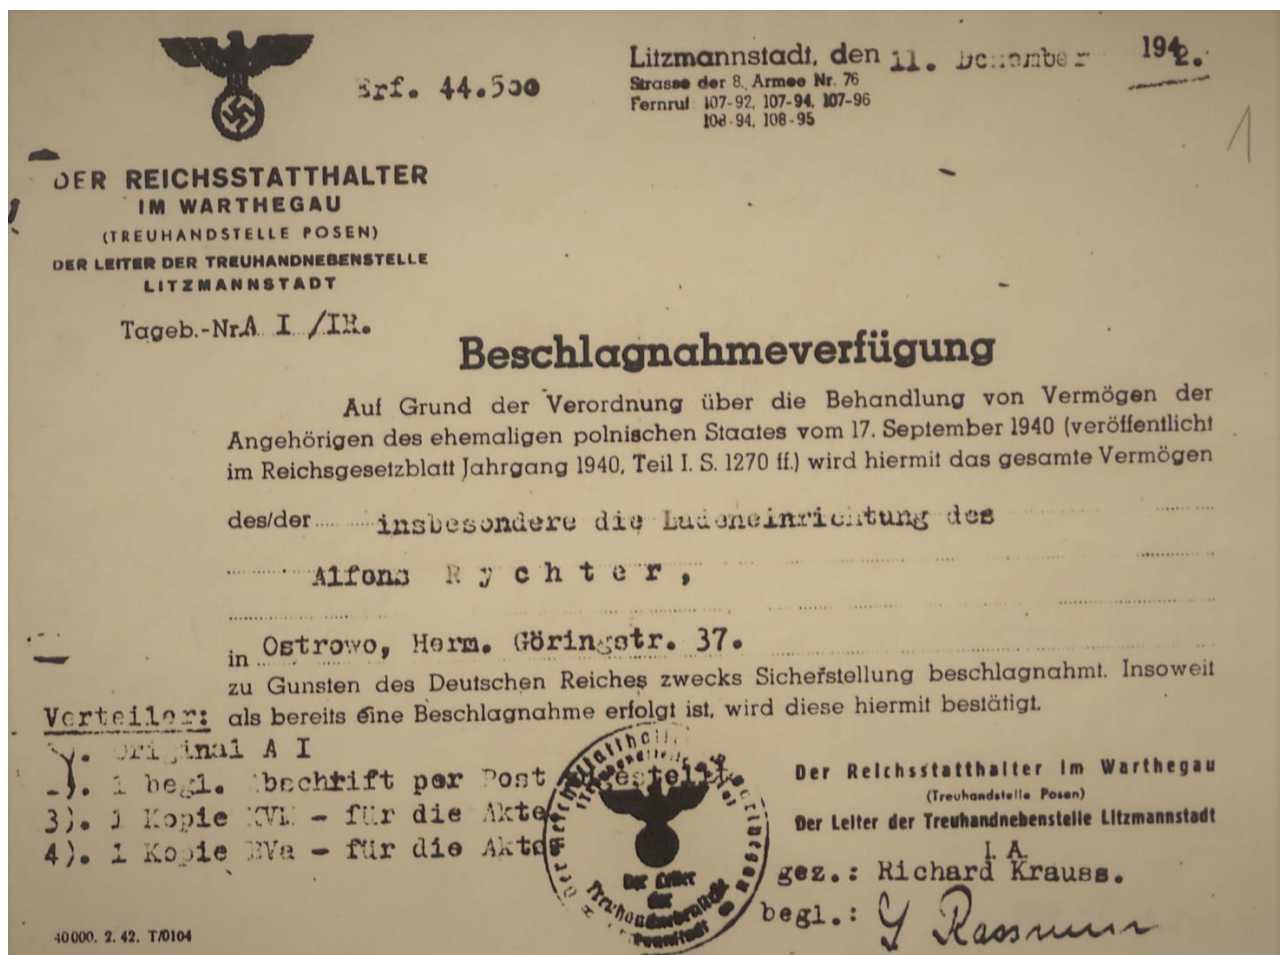 Erf. 44.500
Litzmannstadt, den 11. Dezember 1942.
Strasse der 8. Armee Nr. 76
Fernruf 107-92, 107-94, 107-96
108-94, 108-95
1
DER REICHSSTATTHALTER
IM WARTHEGAU
(TREUHANDSTELLE POSEN)
DER LEITER DER TREUHANDNEBENSTELLE
LITZMANNSTADT
Tageb.-Nr. A I /IR.
Beschlagnahmeverfügung
Auf Grund der Verordnung über die Behandlung von Vermögen der
Angehörigen des ehemaligen polnischen Staates vom 17. September 1940 (veröffentlicht
im Reichsgesetzblatt Jahrgang 1940, Teil I. S. 1270 ff.) wird hiermit das gesamte Vermögen
des/der insbesondere die Ladeneinrichtung des
Alfons Rychter,
in Ostrowo, Herm. Göringstr. 37.
zu Gunsten des Deutschen Reiches zwecks Sicherstellung beschlagnahmt. Insoweit
als bereits eine Beschlagnahme erfolgt ist, wird diese hiermit bestätigt.
Verteiler:
Original A I
1 begl. Abschrift per Post zugestellt
3). 1 Kopie - für die Akte
4). 1 Kopie - für die Akte
Der Reichsstatthalter im Warthegau
(Treuhandstelle Posen)
Der Leiter der Treuhandnebenstelle Litzmannstadt
I. A.
gez.: Richard Krauss.
begl.:
Der Leiter
der
Treuhandnebenstelle
40000. 2. 42. T/0104